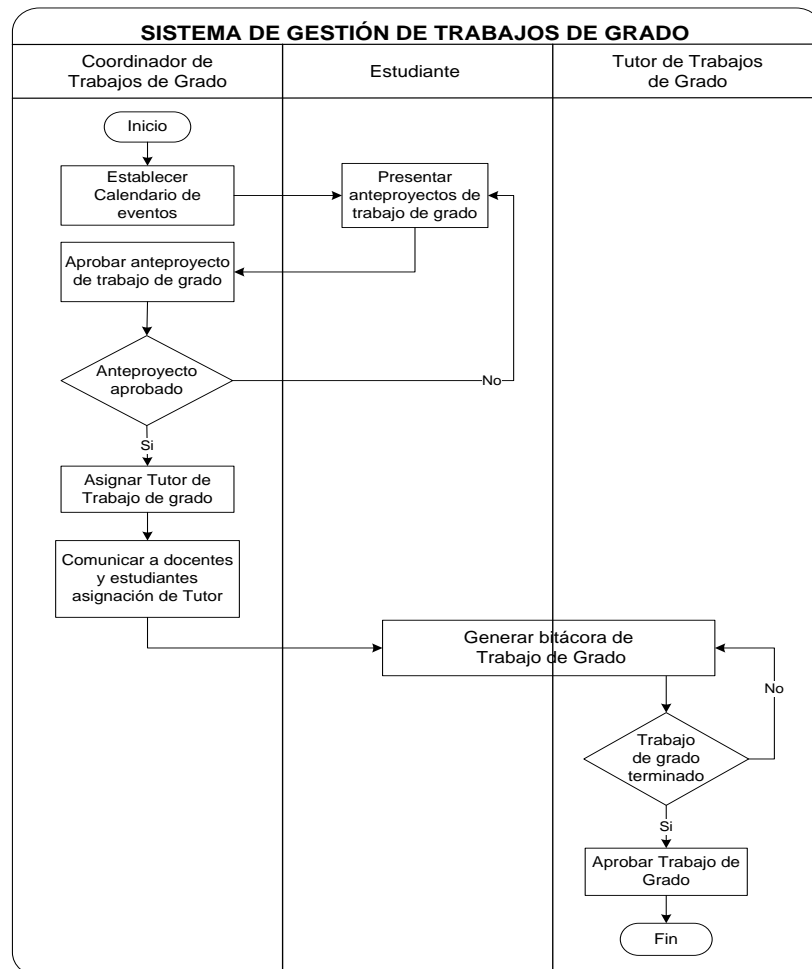 SISTEMA DE GESTIÓN DE TRABAJOS DE GRADO
Coordinador de
Trabajos de Grado
Estudiante
Tutor de Trabajos
de Grado
Inicio
Establecer
Calendario de
eventos
Presentar
anteproyectos de
trabajo de grado
Aprobar anteproyecto
de trabajo de grado
Anteproyecto
aprobado
No
Si
Asignar Tutor de
Trabajo de grado
Comunicar a docentes
y estudiantes
asignación de Tutor
Generar bitácora de
Trabajo de Grado
No
Trabajo
de grado
terminado
Si
Aprobar Trabajo de
Grado
Fin